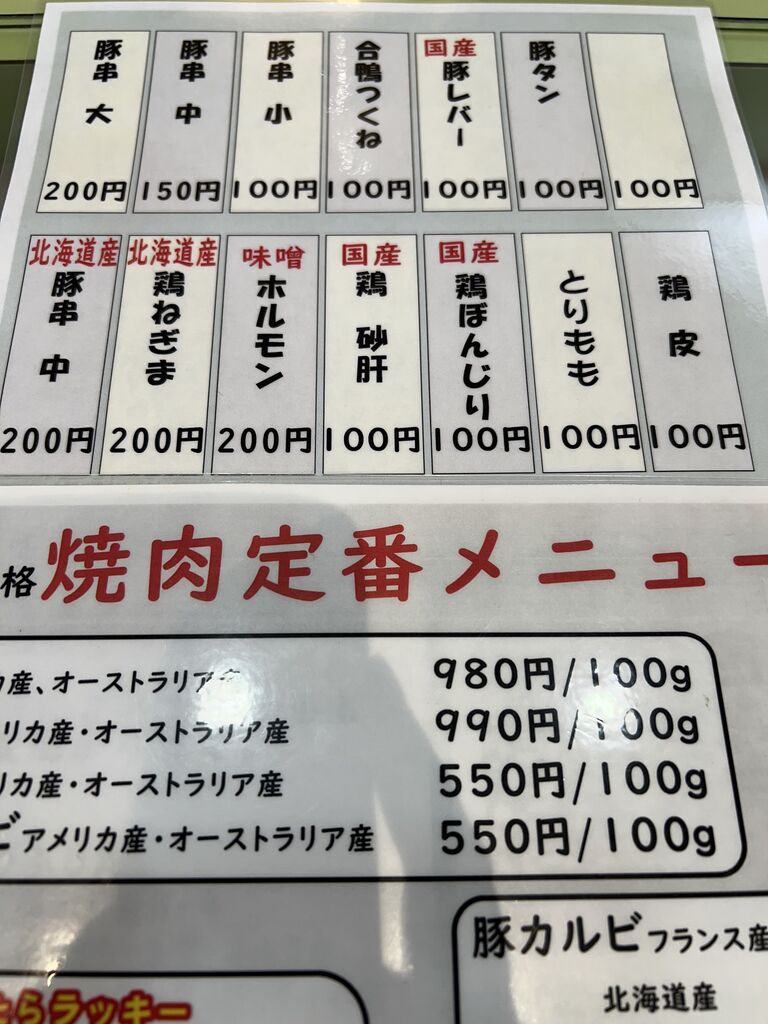 豚串 大
200円
豚串 中
150円
豚串 小
100円
合鴨つくね
100円
国産
豚レバー
100円
豚タン
100円
100円
北海道産
豚串 中
200円
北海道産
鶏ねぎま
200円
味噌
ホルモン
200円
国産
鶏 砂肝
100円
国産
鶏ぼんじり
100円
とりもも
100円
鶏 皮
100円
格 焼肉定番メニュー
カ産、オーストラリア産 980円/100g
リカ産・オーストラリア産 990円/100g
リカ産・オーストラリア産 550円/100g
ビ アメリカ産・オーストラリア産 550円/100g
豚カルビ フランス産
北海道産
たらラッキー